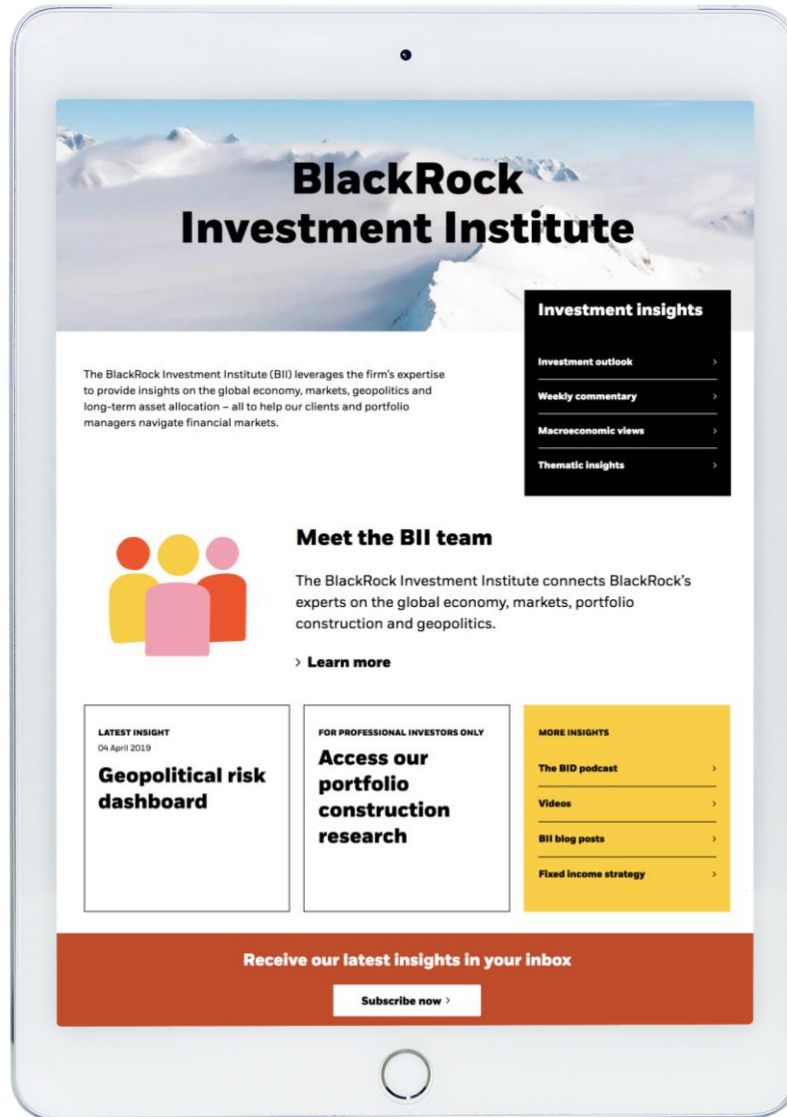 BlackRock
Investment Institute
Investment insights
Investment outlook
Weekly commentary
Macroeconomic views
Thematic insights
The BlackRock Investment Institute (BII) leverages the firm's expertise
to provide insights on the global economy, markets, geopolitics and
long-term asset allocation – all to help our clients and portfolio
managers navigate financial markets.
Meet the BII team
The BlackRock Investment Institute connects BlackRock's
experts on the global economy, markets, portfolio
construction and geopolitics.
> Learn more
LATEST INSIGHT
04 April 2019
Geopolitical risk
dashboard
FOR PROFESSIONAL INVESTORS ONLY
Access our
portfolio
construction
research
MORE INSIGHTS
The BID podcast
Videos
BII blog posts
Fixed income strategy
Receive our latest insights in your inbox
Subscribe now >